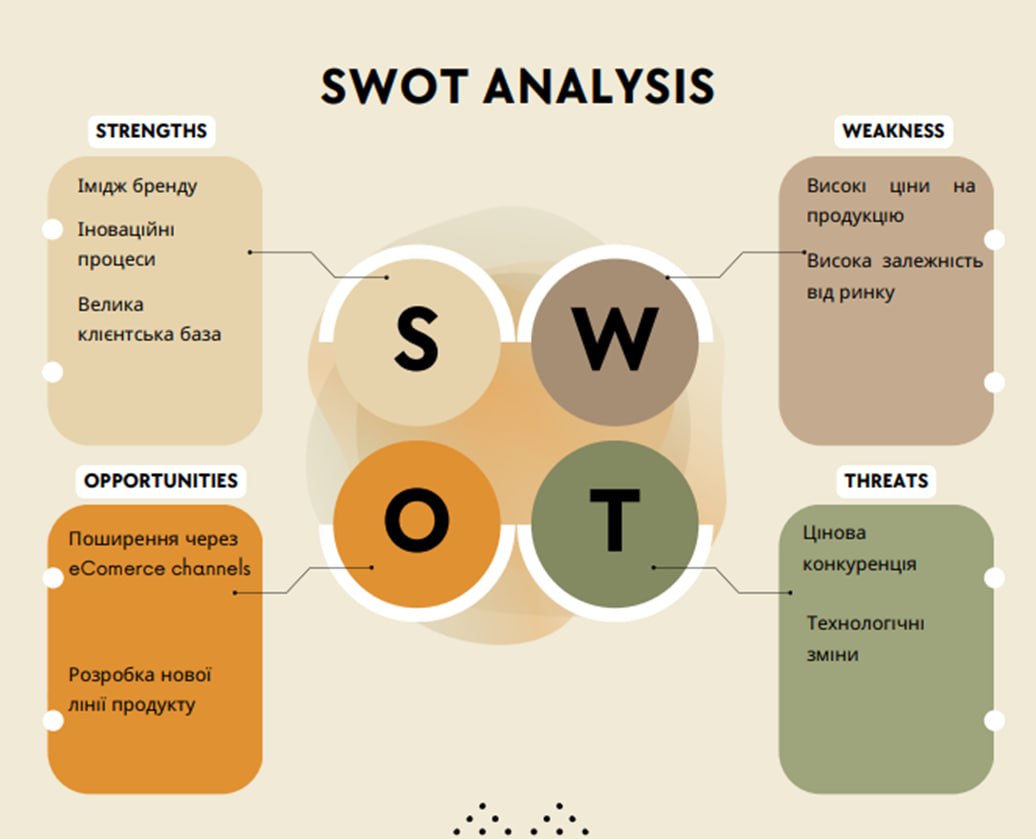 SWOT ANALYSIS
STRENGTHS
Імідж бренду
Іноваційні
процеси
Велика
клієнтська база
WEAKNESS
Високі ціни на
продукцію
Висока залежність
від ринку
S
W
O
T
OPPORTUNITIES
Поширення через
eComerce channels
Розробка нової
лінії продукту
THREATS
Цінова
конкуренція
Технологічні
зміни